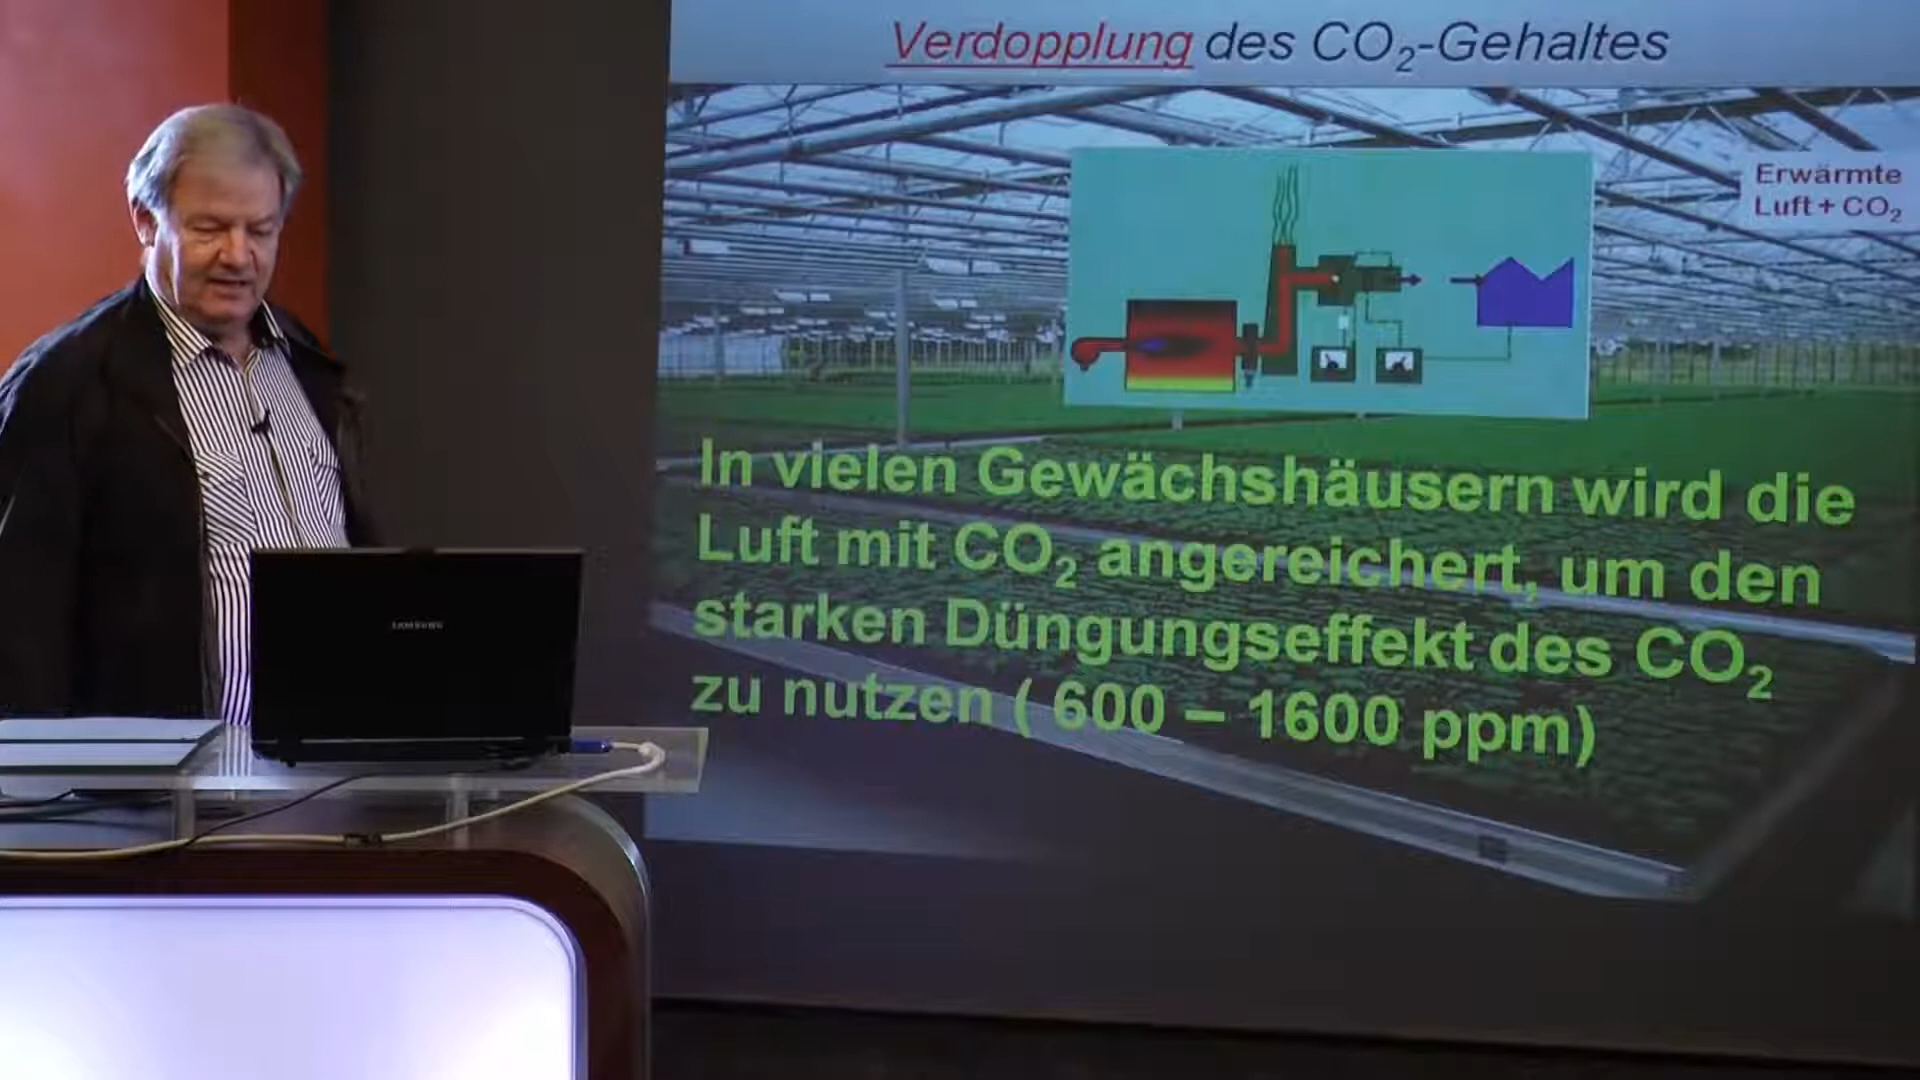 Verdopplung des CO₂-Gehaltes
Erwärmte
Luft + CO₂
In vielen Gewächshäusern wird die
Luft mit CO₂ angereichert, um den
starken Düngungseffekt des CO₂
zu nutzen ( 600 – 1600 ppm)
SAMSUNG